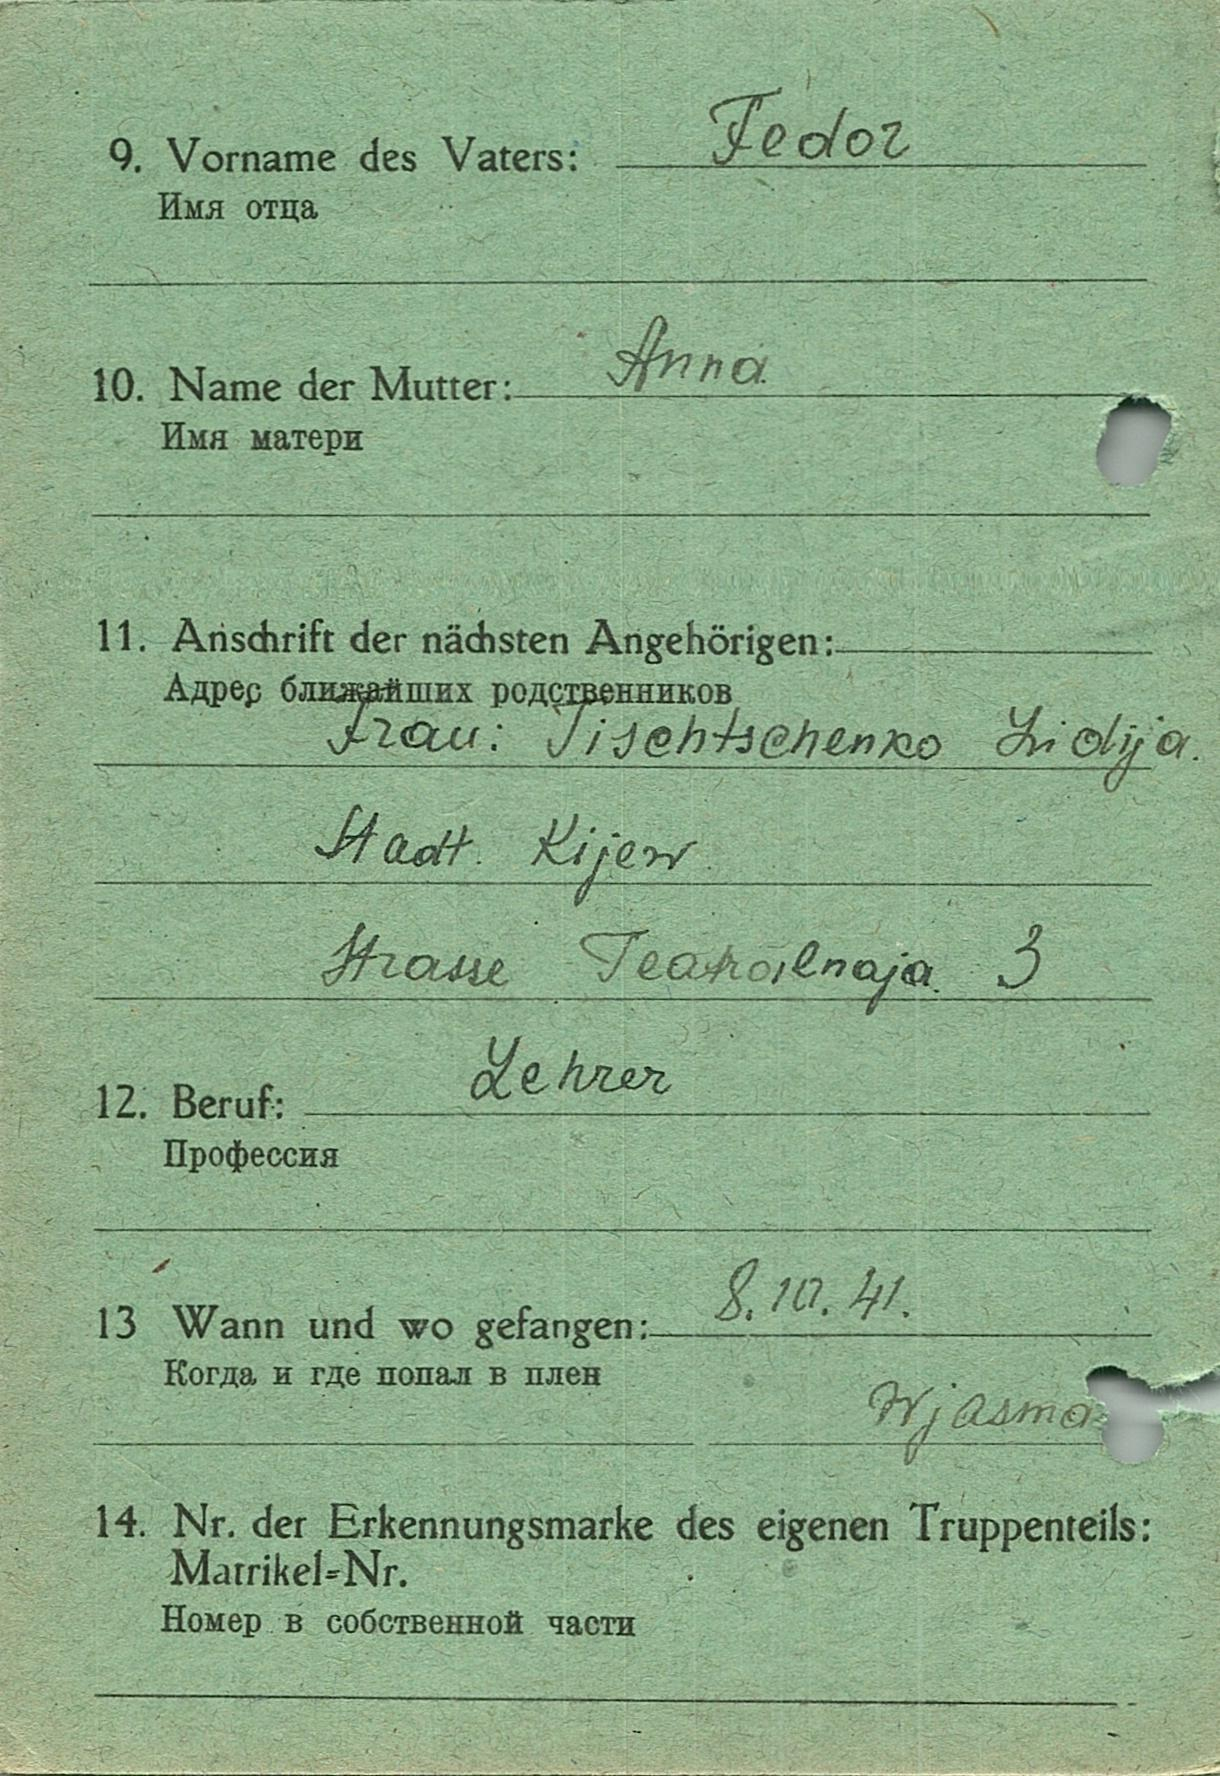 9. Vorname des Vaters: Fedor
Имя отца
10. Name der Mutter: Anna
Имя матери
11. Anschrift der nächsten Angehörigen:
Адрес ближайших родственников
Frau: Tischtschenko Lidija.
Stadt. Kijew
Strasse Teatralnaja. 3
12. Beruf: Lehrer
Профессия
13 Wann und wo gefangen: 8.10.41.
Когда и где попал в плен
Wjasma
14. Nr. der Erkennungsmarke des eigenen Truppenteils:
Matrikel-Nr.
Номер в собственной части